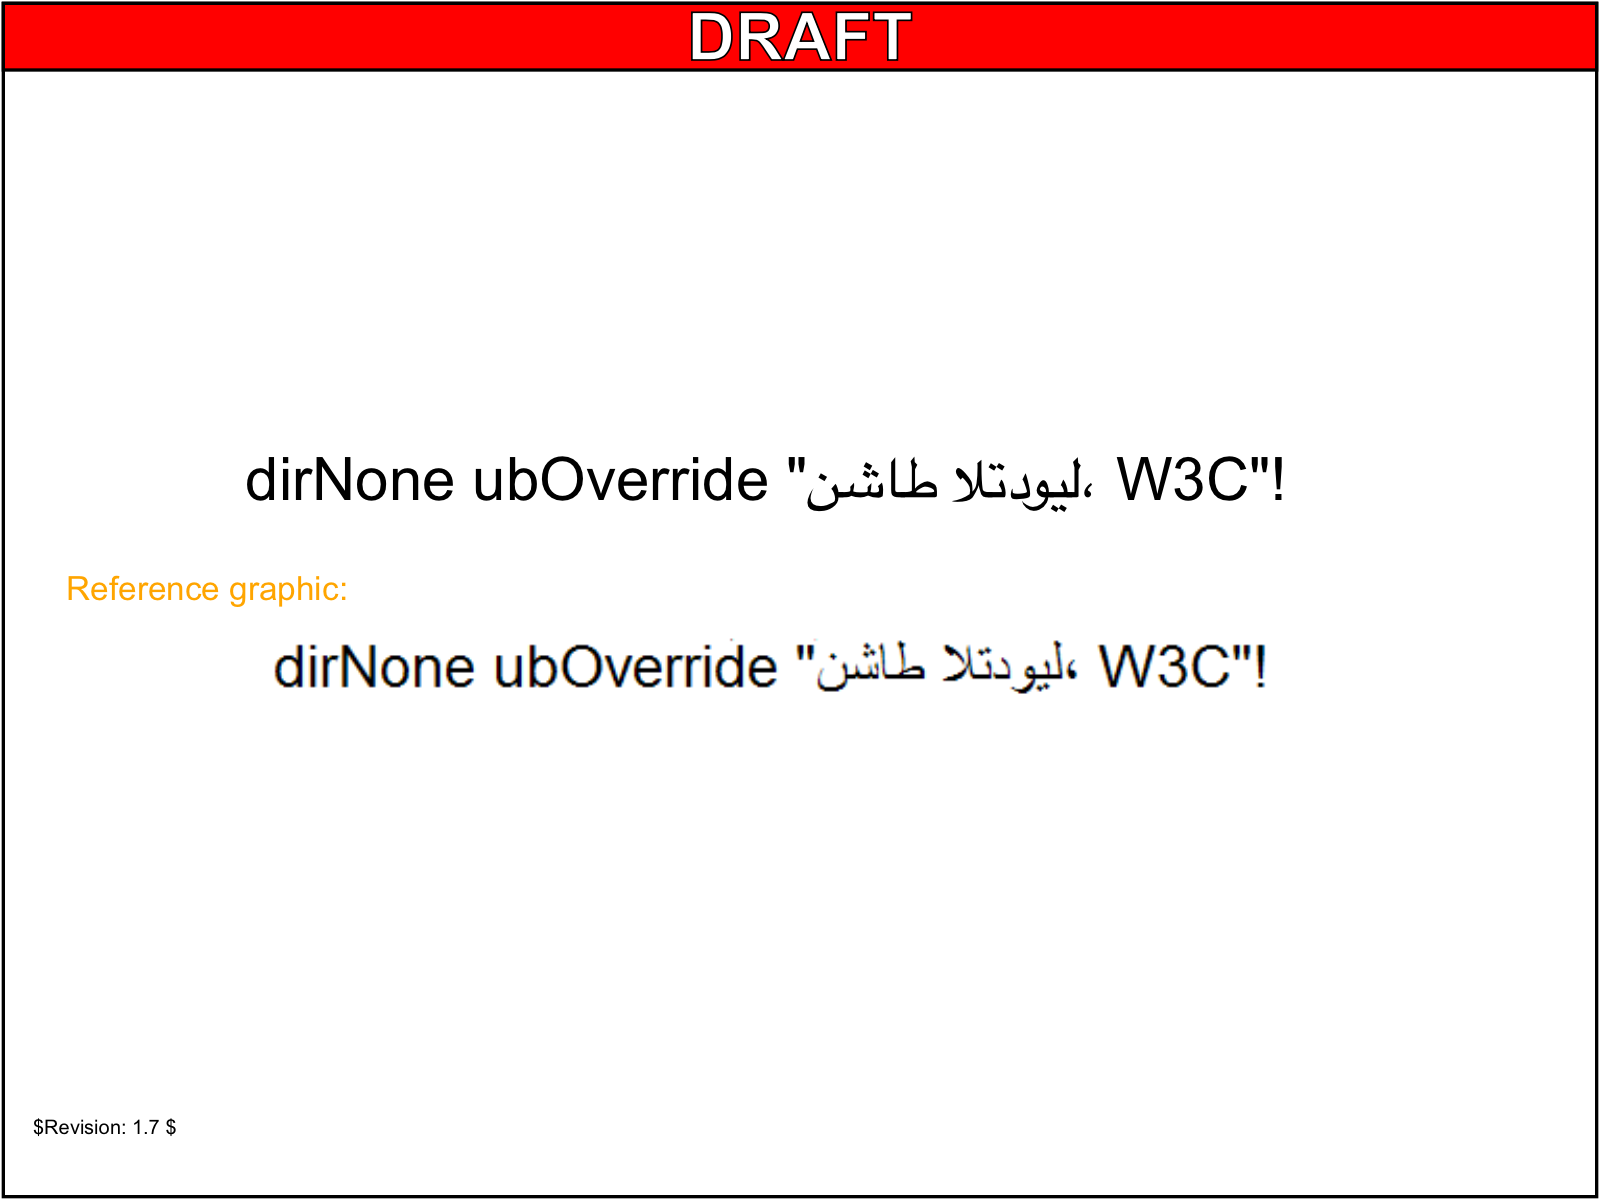 DRAFT
dirNone ubOverride "،ليودتلا طاشن W3C"!
Reference graphic:
dirNone ubOverride "،ليودتلا طاشن W3C"!
$Revision: 1.7 $